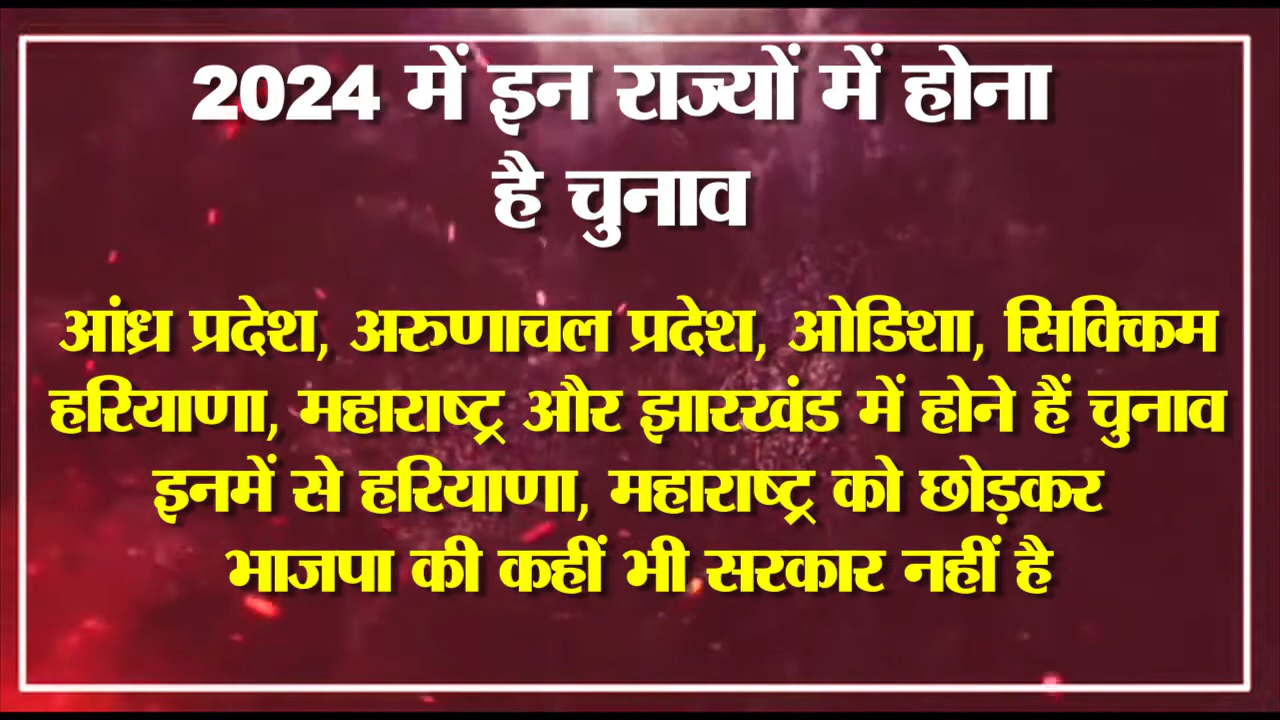 2024 में इन राज्यों में होना
है चुनाव
आंध्र प्रदेश, अरुणाचल प्रदेश, ओडिशा, सिक्किम
हरियाणा, महाराष्ट्र और झारखंड में होने हैं चुनाव
इनमें से हरियाणा, महाराष्ट्र को छोड़कर
भाजपा की कहीं भी सरकार नहीं है